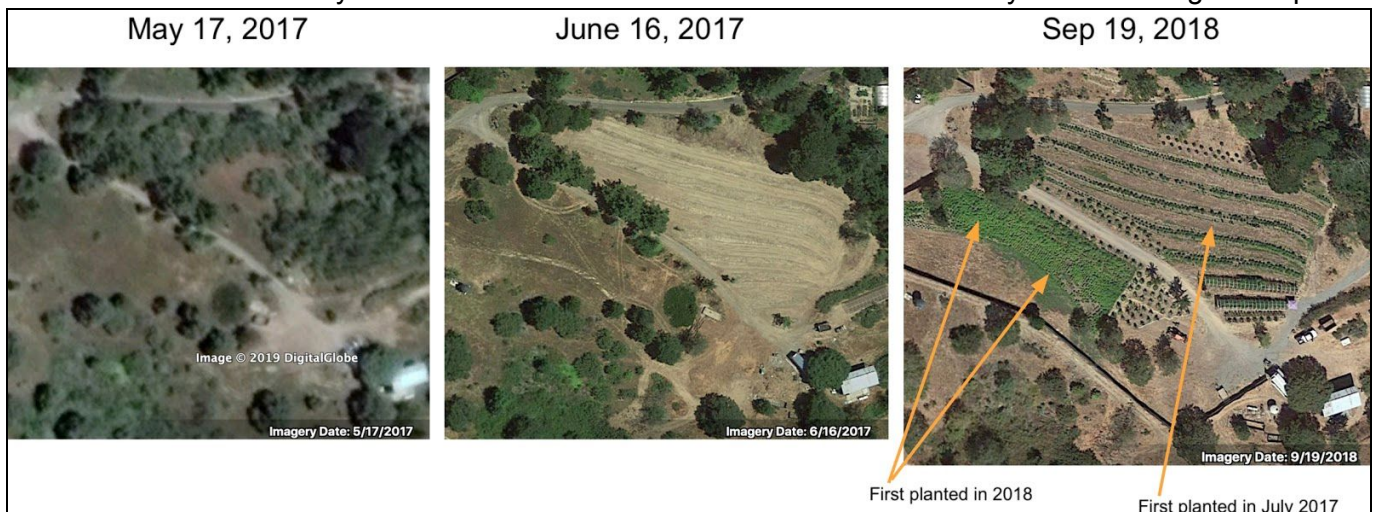 May 17, 2017
June 16, 2017
Sep 19, 2018
Image © 2019 DigitalGlobe
Imagery Date: 5/17/2017
Imagery Date: 6/16/2017
Imagery Date: 9/19/2018
First planted in 2018
First planted in July 2017